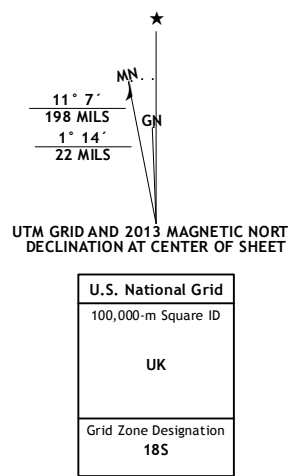 MN
GN
11° 7´
198 MILS
1° 14´
22 MILS
UTM GRID AND 2013 MAGNETIC NORT
DECLINATION AT CENTER OF SHEET
U.S. National Grid
100,000-m Square ID
UK
Grid Zone Designation
18S